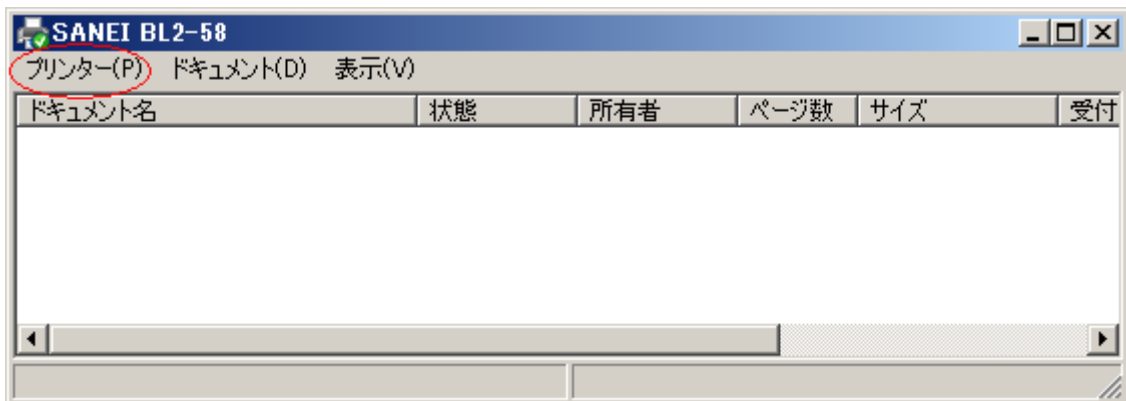 SANEI BL2-58
プリンター(P) ドキュメント(D) 表示(V)
ドキュメント名 状態 所有者 ページ数 サイズ 受付